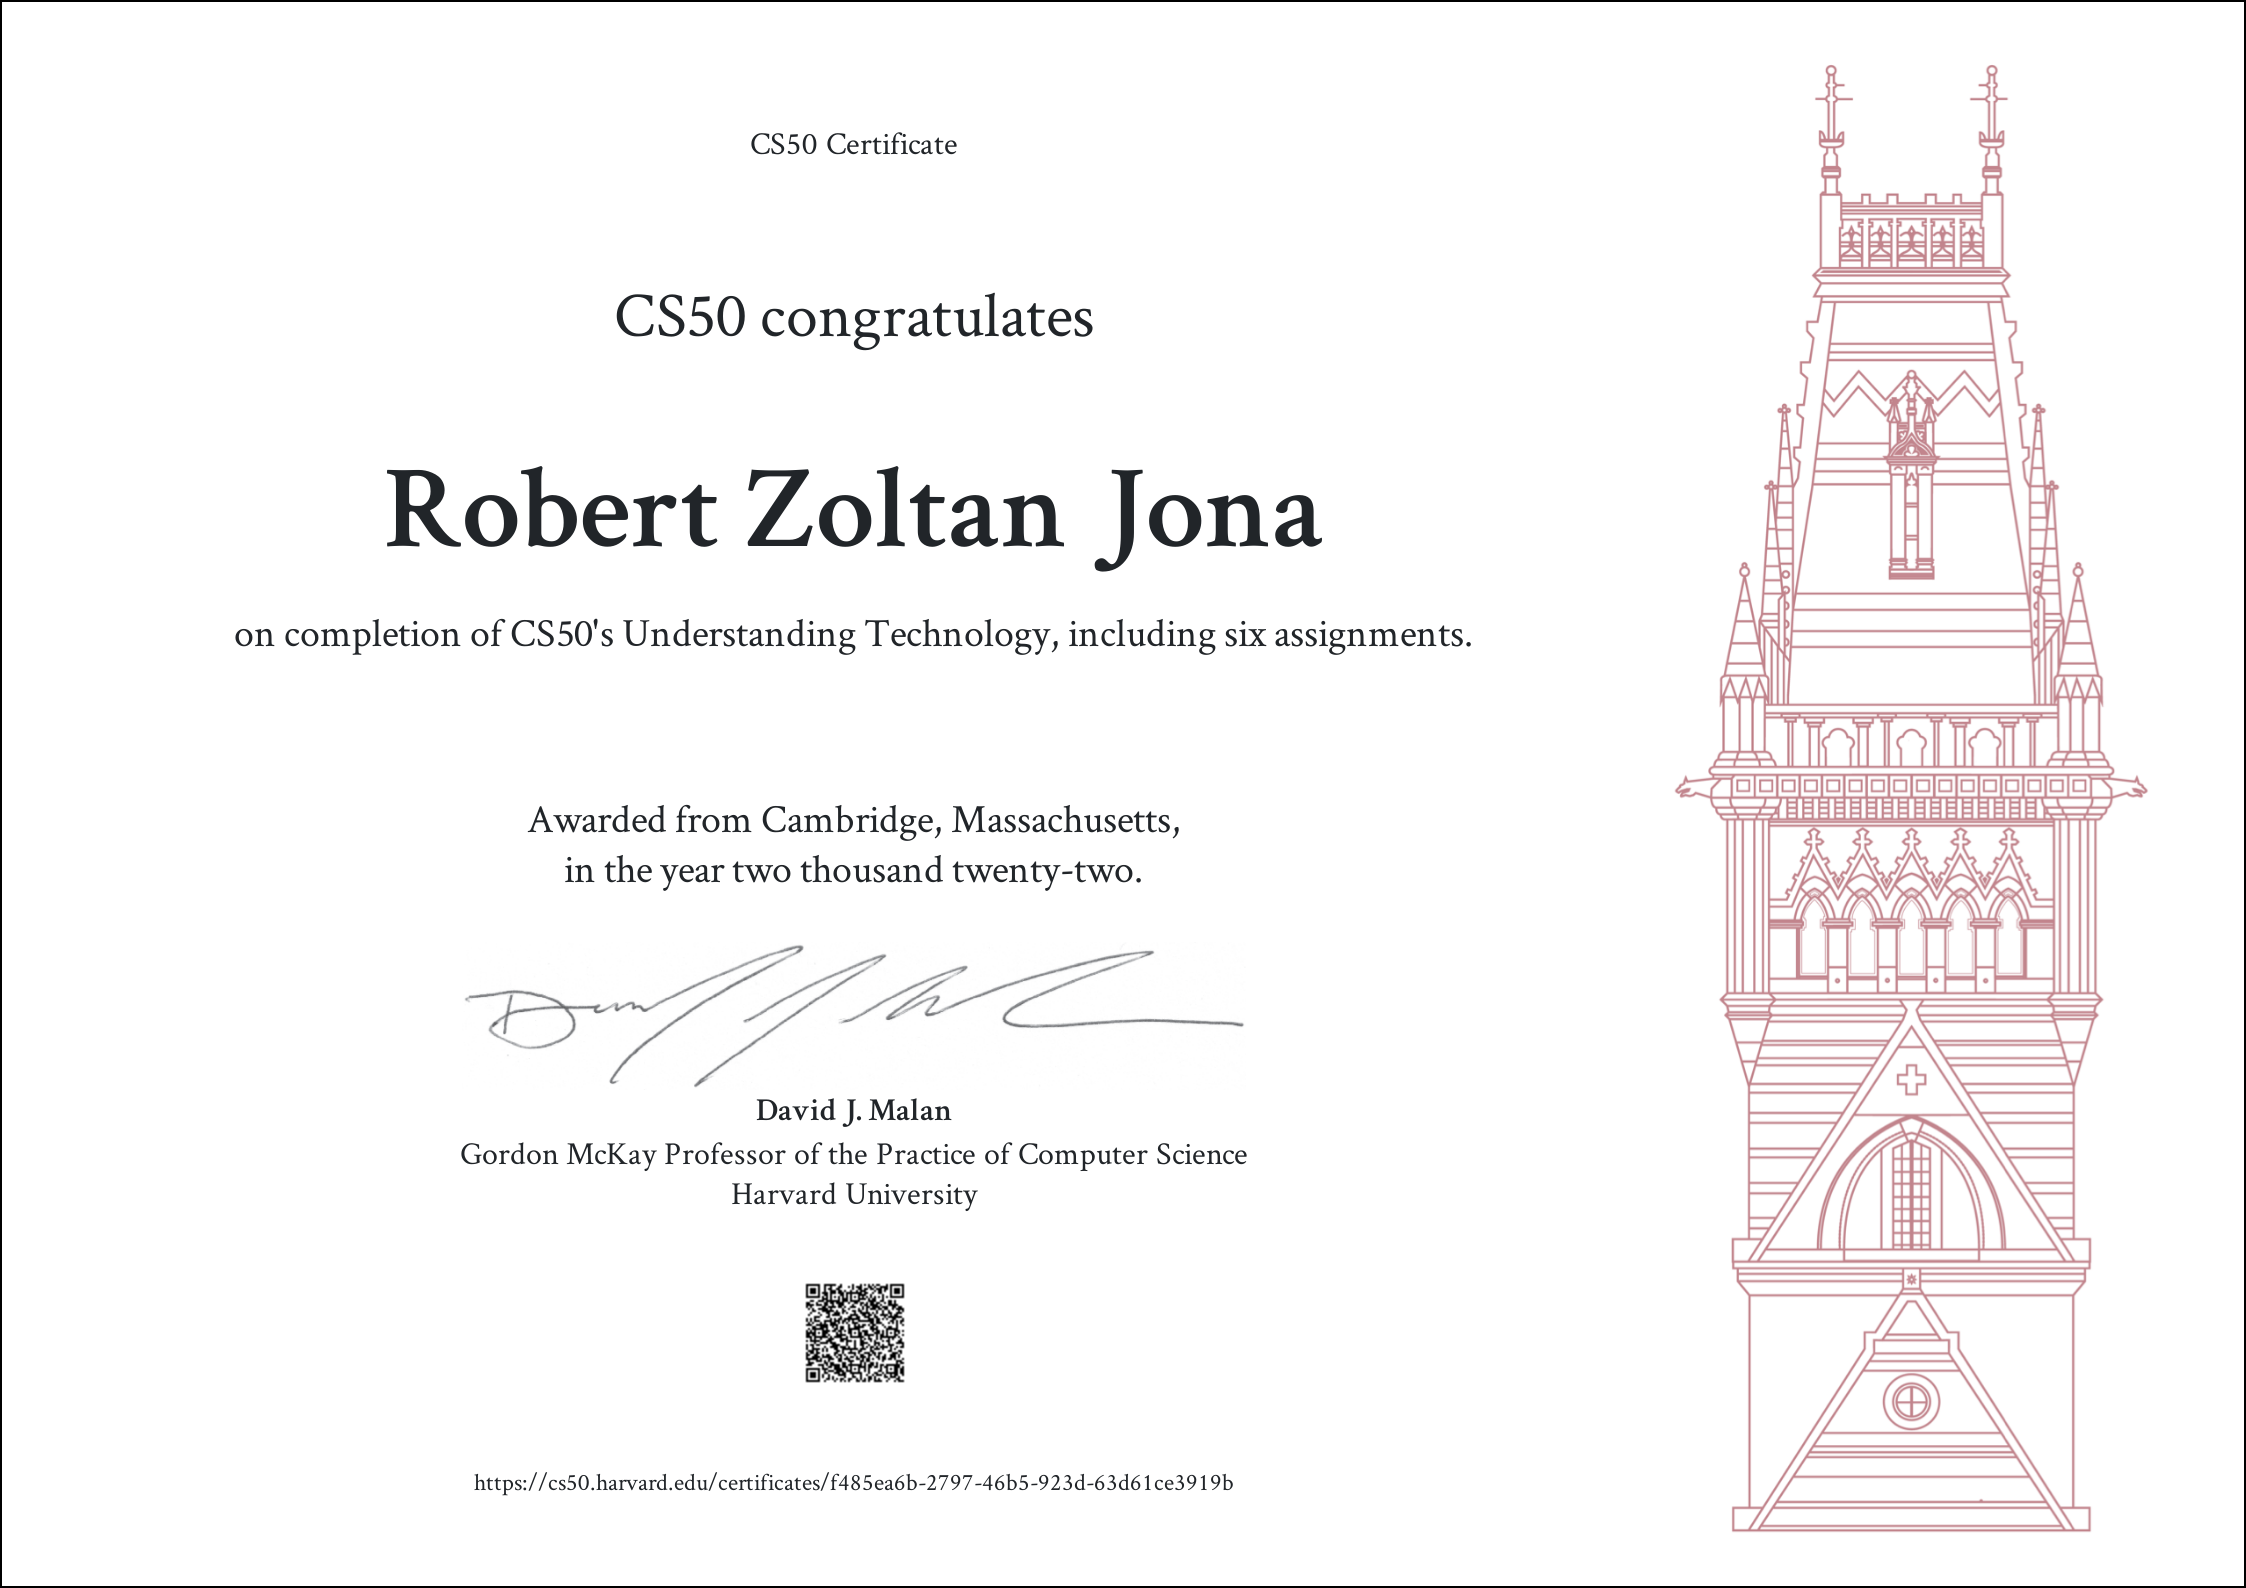 CS50 Certificate
CS50 congratulates
Robert Zoltan Jona
on completion of CS50's Understanding Technology, including six assignments.
Awarded from Cambridge, Massachusetts,
in the year two thousand twenty-two.
David J. Malan
Gordon McKay Professor of the Practice of Computer Science
Harvard University
https://cs50.harvard.edu/certificates/f485ea6b-2797-46b5-923d-63d61ce3919b